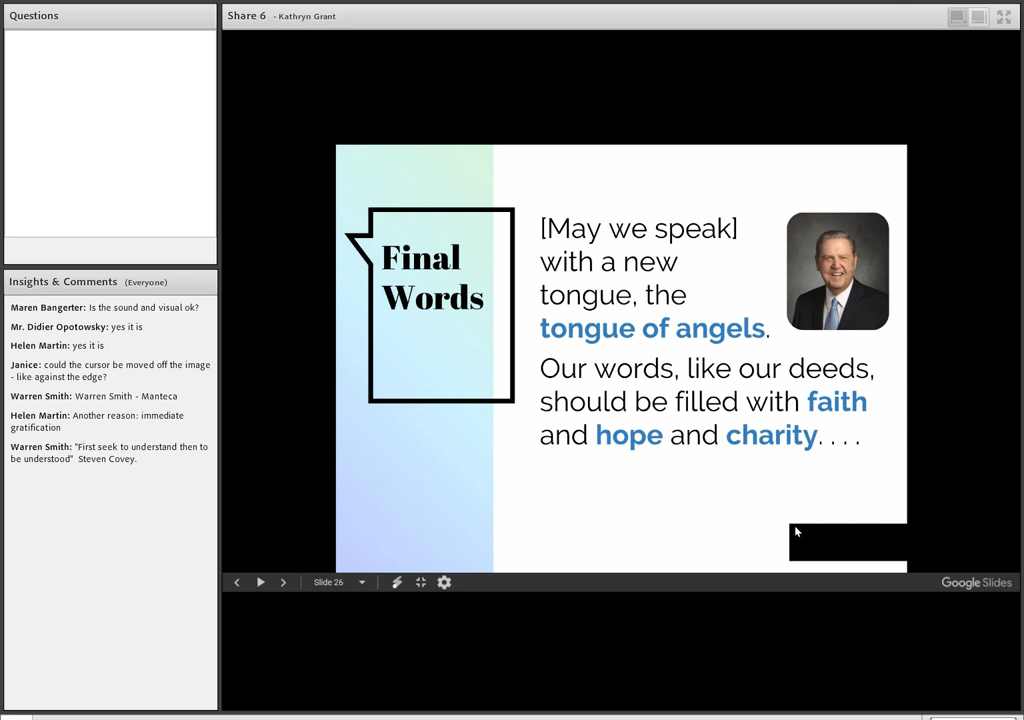 Questions
Share 6 - Kathryn Grant
Insights & Comments (Everyone)
Maren Bangerter: Is the sound and visual ok?
Mr. Didier Opotowsky: yes it is
Helen Martin: yes it is
Janice: could the cursor be moved off the image
- like against the edge?
Warren Smith: Warren Smith - Manteca
Helen Martin: Another reason: immediate
gratification
Warren Smith: "First seek to understand then to
be understood" Steven Covey.
Final
Words
[May we speak]
with a new
tongue, the
tongue of angels.
Our words, like our deeds,
should be filled with faith
and hope and charity. . . .
Slide 26
Google Slides